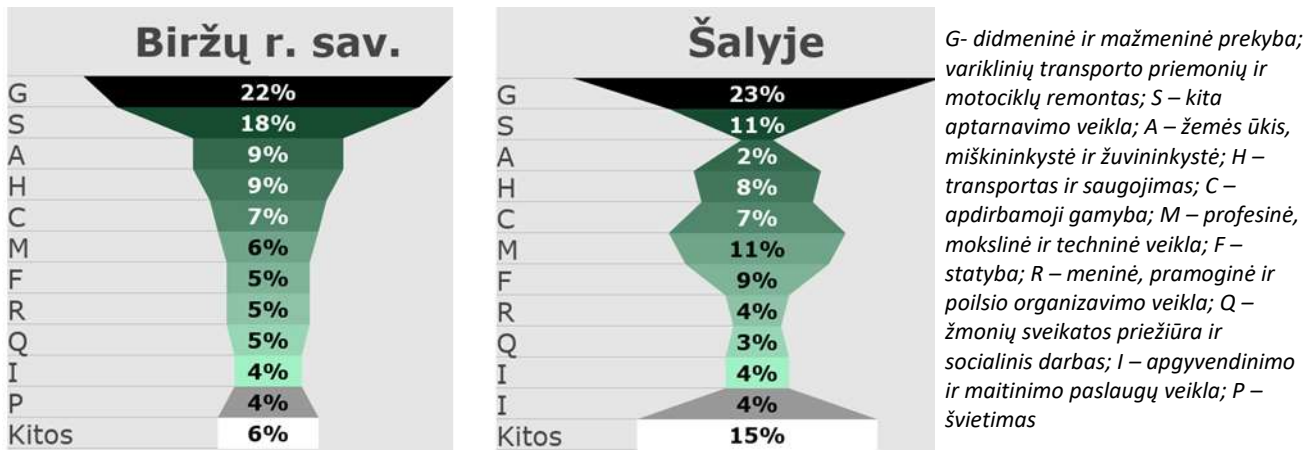 Biržų r. sav.
G 22%
S 18%
A 9%
H 9%
C 7%
M 6%
F 5%
R 5%
Q 5%
I 4%
P 4%
Kitos 6%
Šalyje
G 23%
S 11%
A 2%
H 8%
C 7%
M 11%
F 9%
R 4%
Q 3%
I 4%
I 4%
Kitos 15%
G- didmeninė ir mažmeninė prekyba;
variklinių transporto priemonių ir
motociklų remontas; S – kita
aptarnavimo veikla; A – žemės ūkis,
miškininkystė ir žuvininkystė; H –
transportas ir saugojimas; C –
apdirbamoji gamyba; M – profesinė,
mokslinė ir techninė veikla; F –
statyba; R – meninė, pramoginė ir
poilsio organizavimo veikla; Q –
žmonių sveikatos priežiūra ir
socialinis darbas; I – apgyvendinimo
ir maitinimo paslaugų veikla; P –
švietimas